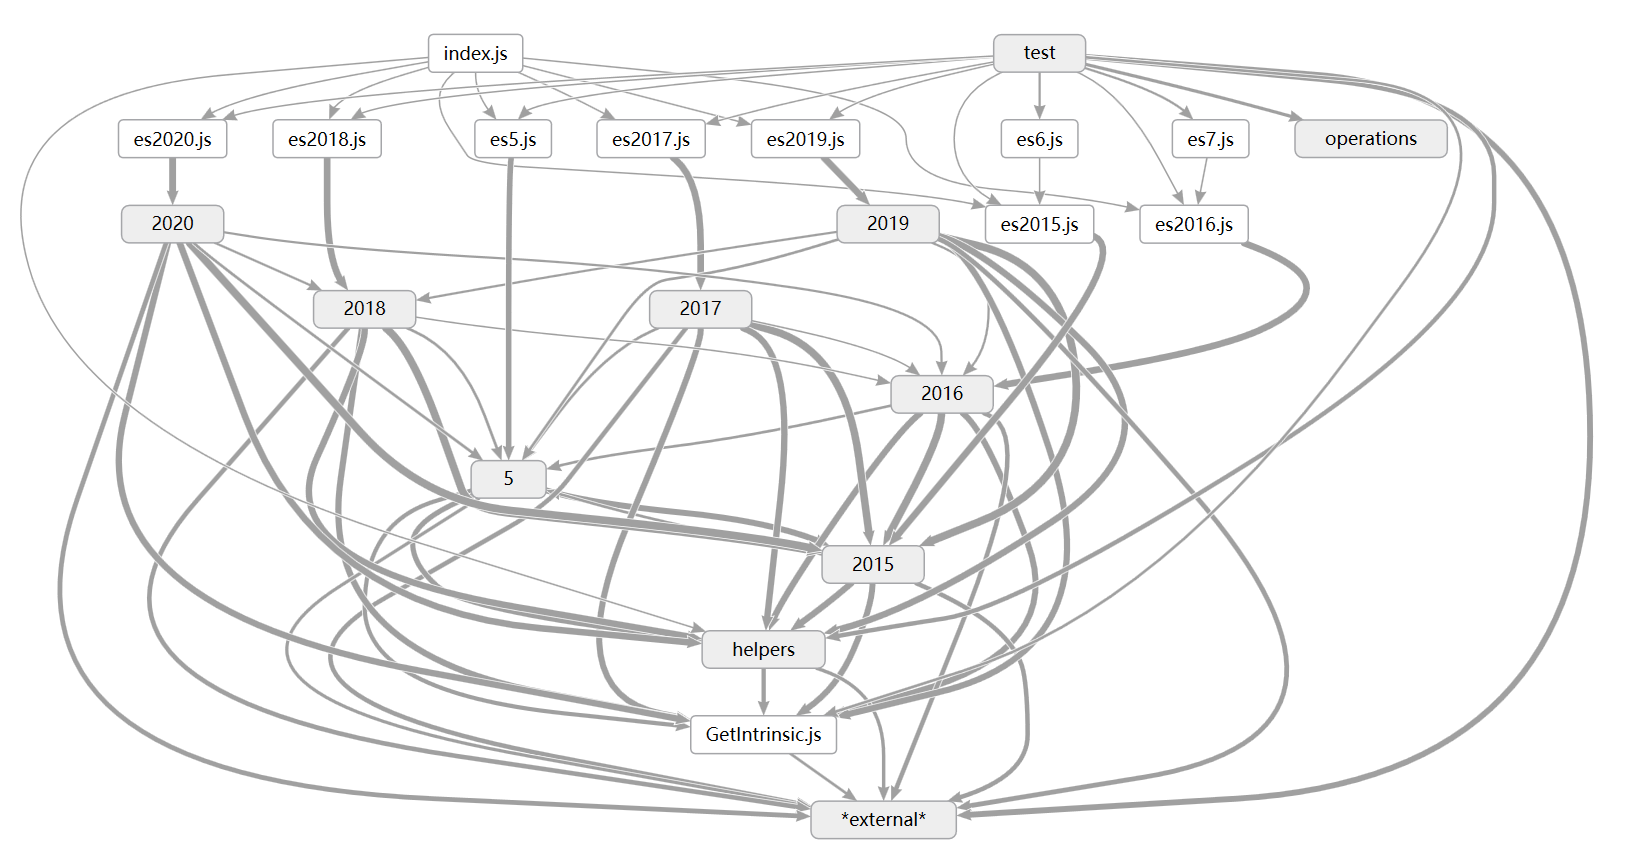 index.js
test
es2020.js
es2018.js
es5.js
es2017.js
es2019.js
es6.js
es7.js
operations
2020
2019
es2015.js
es2016.js
2018
2017
2016
5
2015
helpers
GetIntrinsic.js
*external*